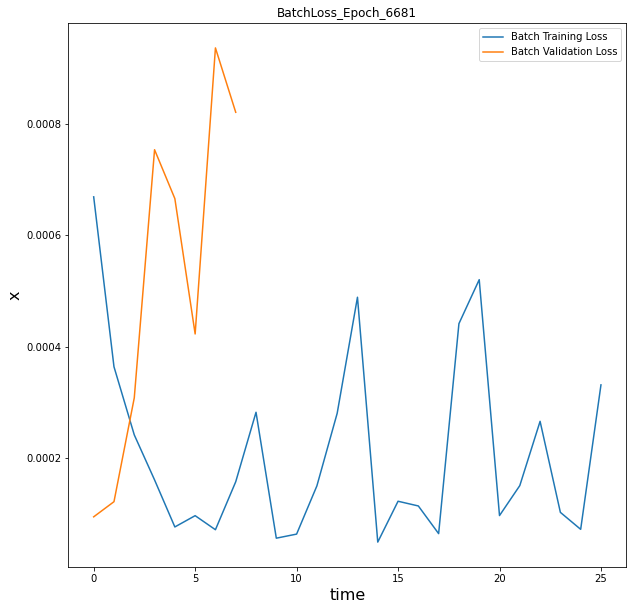 BatchLoss_Epoch_6681
Batch Training Loss
Batch Validation Loss
0.0008
0.0006
x
0.0004
0.0002
0 5 10 15 20 25
time